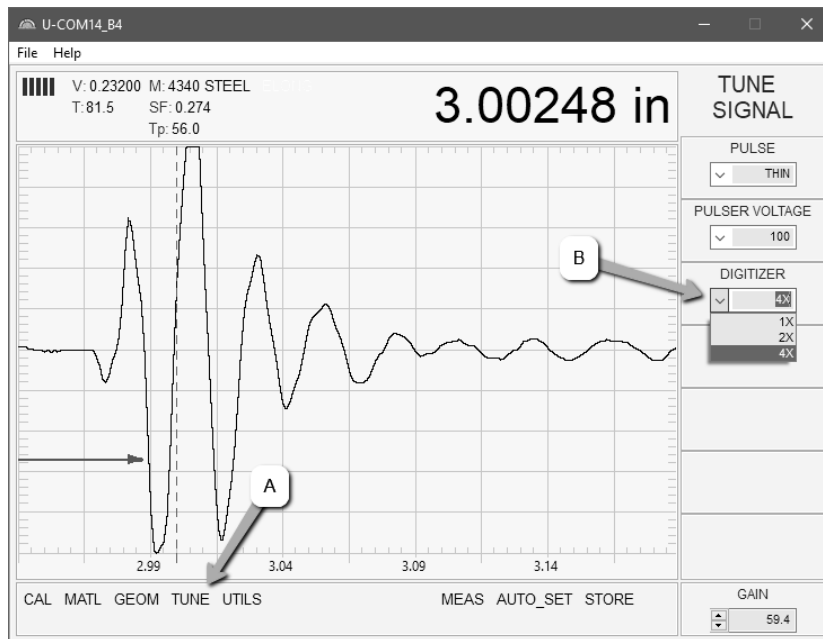 U-COM14_B4
File Help
V: 0.23200 M: 4340 STEEL
T: 81.5 SF: 0.274
Tp: 56.0
3.00248 in
TUNE
SIGNAL
PULSE
THIN
PULSER VOLTAGE
100
B
DIGITIZER
4X
1X
2X
4X
A
2.99 3.04 3.09 3.14
CAL MATL GEOM TUNE UTILS MEAS AUTO_SET STORE
GAIN
59.4